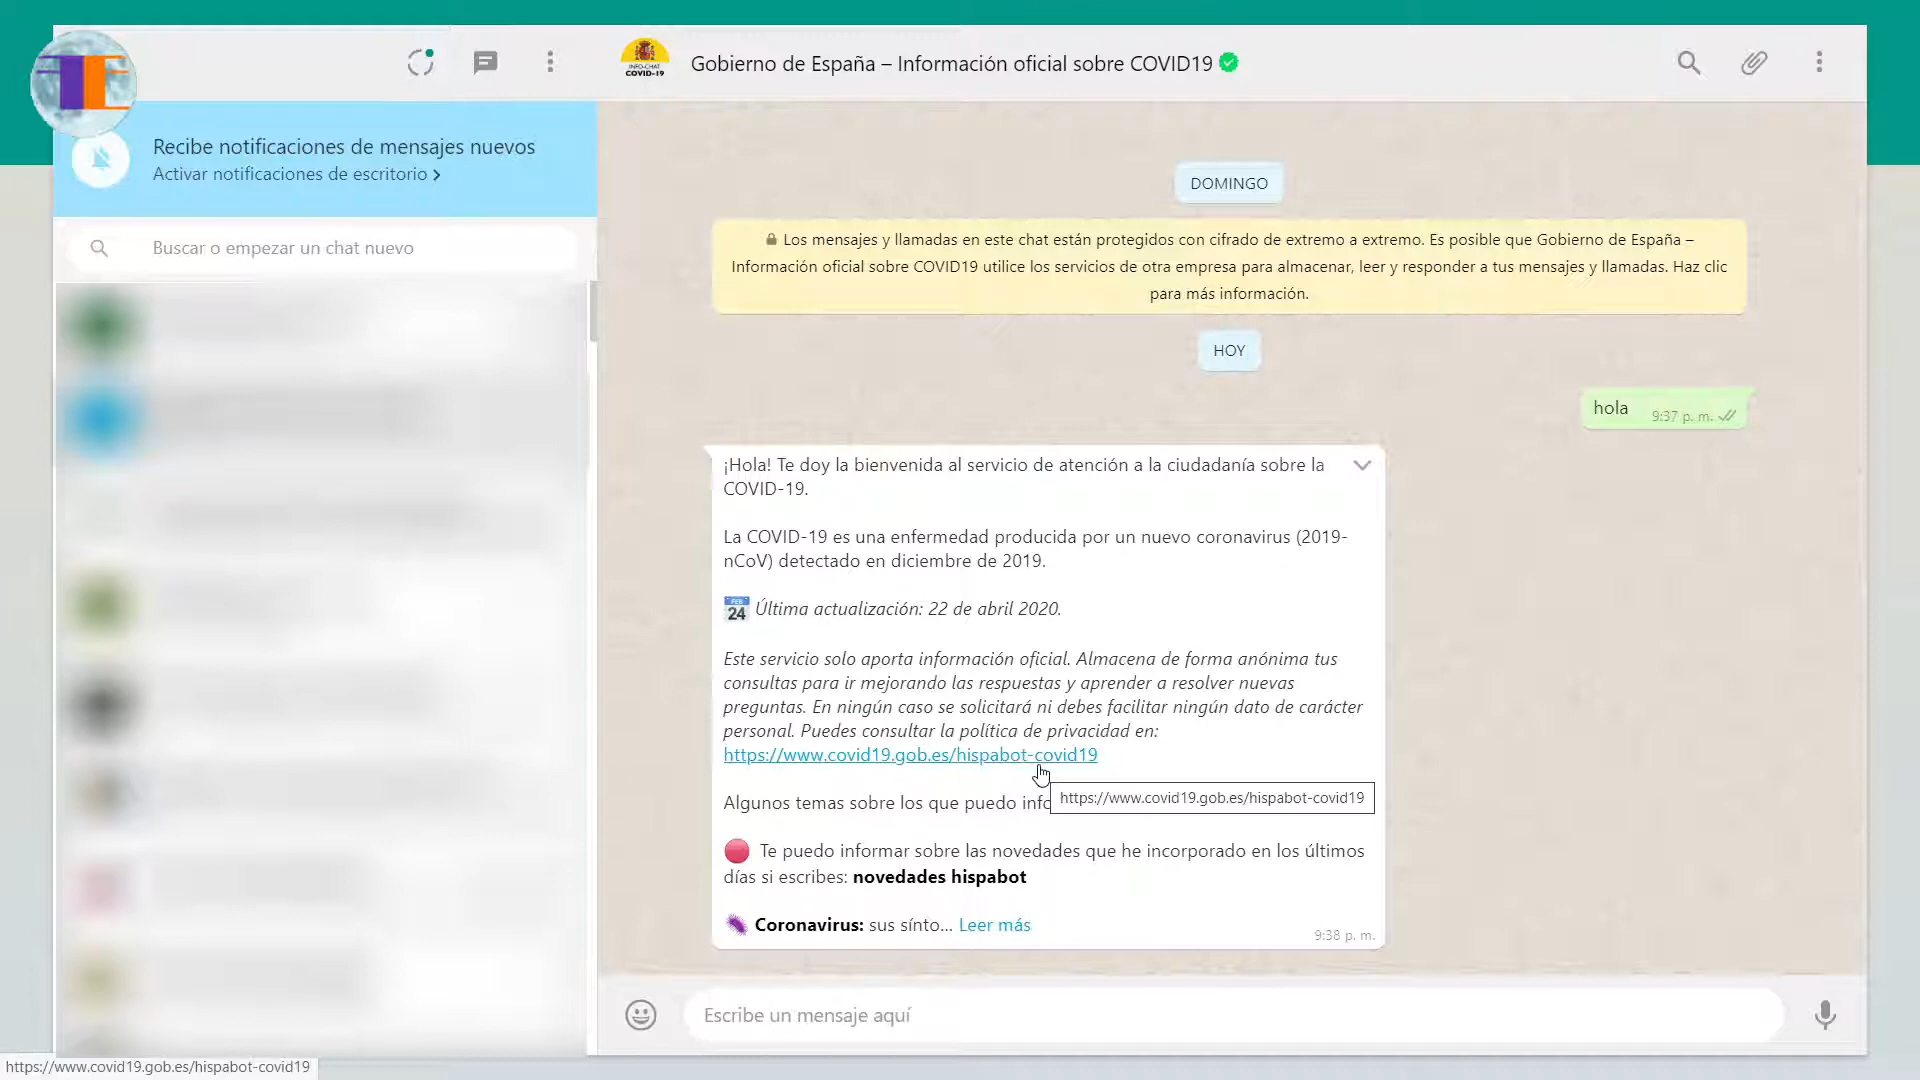 Gobierno de España – Información oficial sobre COVID19
INFO-CHAT
COVID-19
Recibe notificaciones de mensajes nuevos
Activar notificaciones de escritorio >
Buscar o empezar un chat nuevo
DOMINGO
Los mensajes y llamadas en este chat están protegidos con cifrado de extremo a extremo. Es posible que Gobierno de España –
Información oficial sobre COVID19 utilice los servicios de otra empresa para almacenar, leer y responder a tus mensajes y llamadas. Haz clic
para más información.
HOY
hola 9:37 p. m.
¡Hola! Te doy la bienvenida al servicio de atención a la ciudadanía sobre la
COVID-19.
La COVID-19 es una enfermedad producida por un nuevo coronavirus (2019-
nCoV) detectado en diciembre de 2019.
FEB
24
Última actualización: 22 de abril 2020.
Este servicio solo aporta información oficial. Almacena de forma anónima tus
consultas para ir mejorando las respuestas y aprender a resolver nuevas
preguntas. En ningún caso se solicitará ni debes facilitar ningún dato de carácter
personal. Puedes consultar la política de privacidad en:
https://www.covid19.gob.es/hispabot-covid19
https://www.covid19.gob.es/hispabot-covid19
Algunos temas sobre los que puedo info
Te puedo informar sobre las novedades que he incorporado en los últimos
días si escribes: novedades hispabot
Coronavirus: sus sínto... Leer más
9:38 p. m.
Escribe un mensaje aquí
https://www.covid19.gob.es/hispabot-covid19